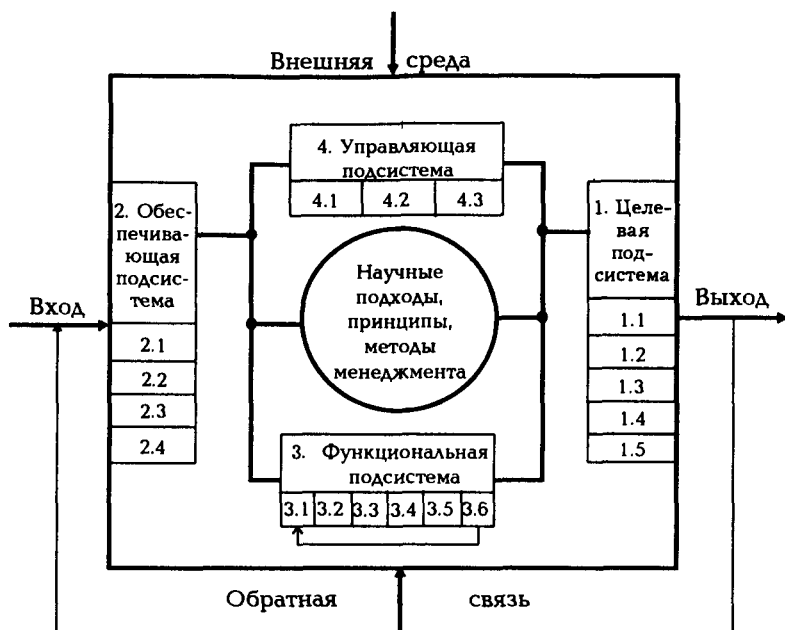 Внешняя среда
4. Управляющая
подсистема
4.1 4.2 4.3
2. Обес-
печиваю-
щая
подсис-
тема
2.1
2.2
2.3
2.4
Вход
Научные
подходы,
принципы,
методы
менеджмента
1. Целе-
вая
под-
система
1.1
1.2
1.3
1.4
1.5
Выход
3. Функциональная
подсистема
3.1 3.2 3.3 3.4 3.5 3.6
Обратная связь